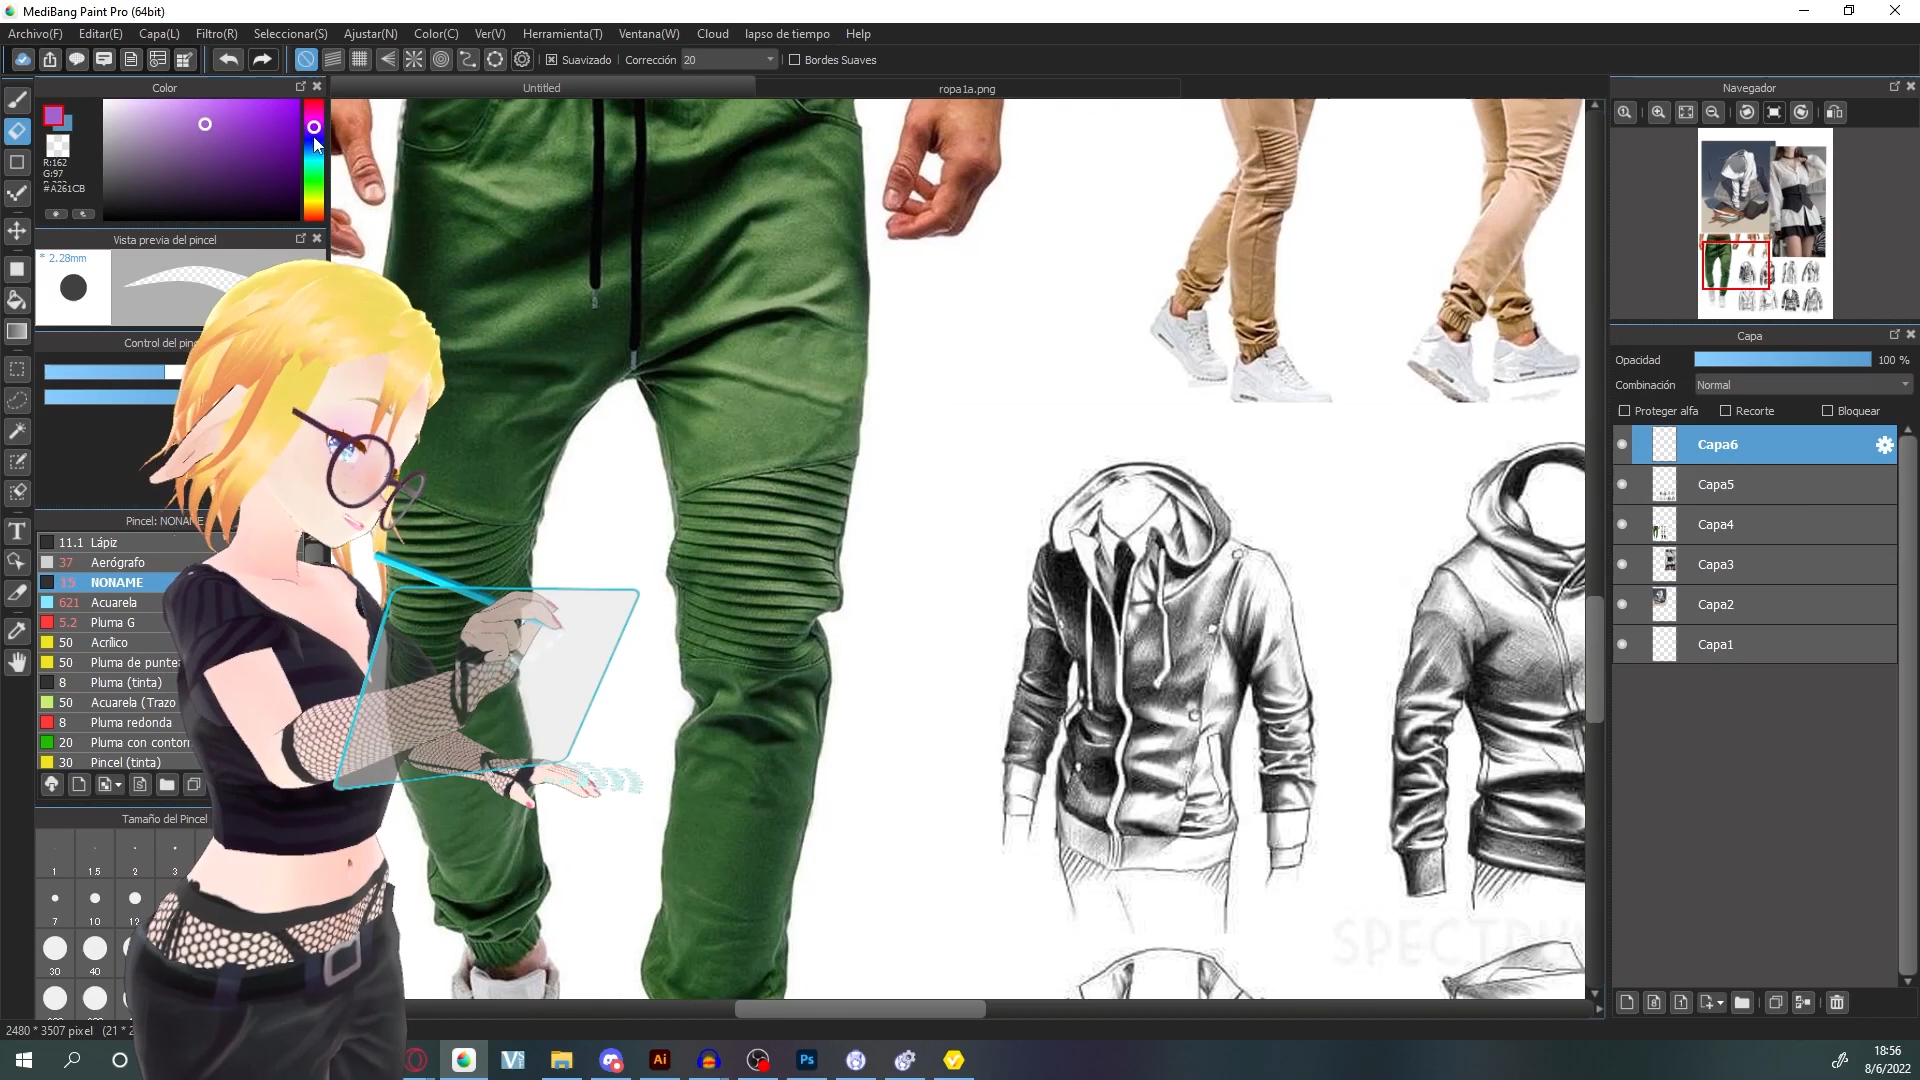 MediBang Paint Pro (64bit)
Archivo(F) Editar(E) Capa(L) Filtro(R) Seleccionar(S) Ajustar(N) Color(C) Ver(V) Herramienta(T) Ventana(W) Cloud lapso de tiempo Help
Suavizado Corrección 20 Bordes Suaves
Color
R:162
G:97
#A261CB
Vista previa del pincel
* 2.28mm
Control del
Pincel: NONAME
11.1 Lápiz
37 Aerógrafo
15 NONAME
621 Acuarela
5.2 Pluma G
50 Acrílico
50 Pluma de
8 Pluma (tinta)
50 Acuarela (Trazo
8 Pluma redonda
20 Pluma con
30 Pincel (tinta)
Tamaño del Pincel
1 1.5 2 3
7 10 12
30 40
2480 * 3507 pixel
Untitled
ropa1a.png
Navegador
Capa
Opacidad 100 %
Combinación Normal
Proteger alfa Recorte Bloquear
Capa6
Capa5
Capa4
Capa3
Capa2
Capa1
T
Ai
Ps
18:56
8/6/2022